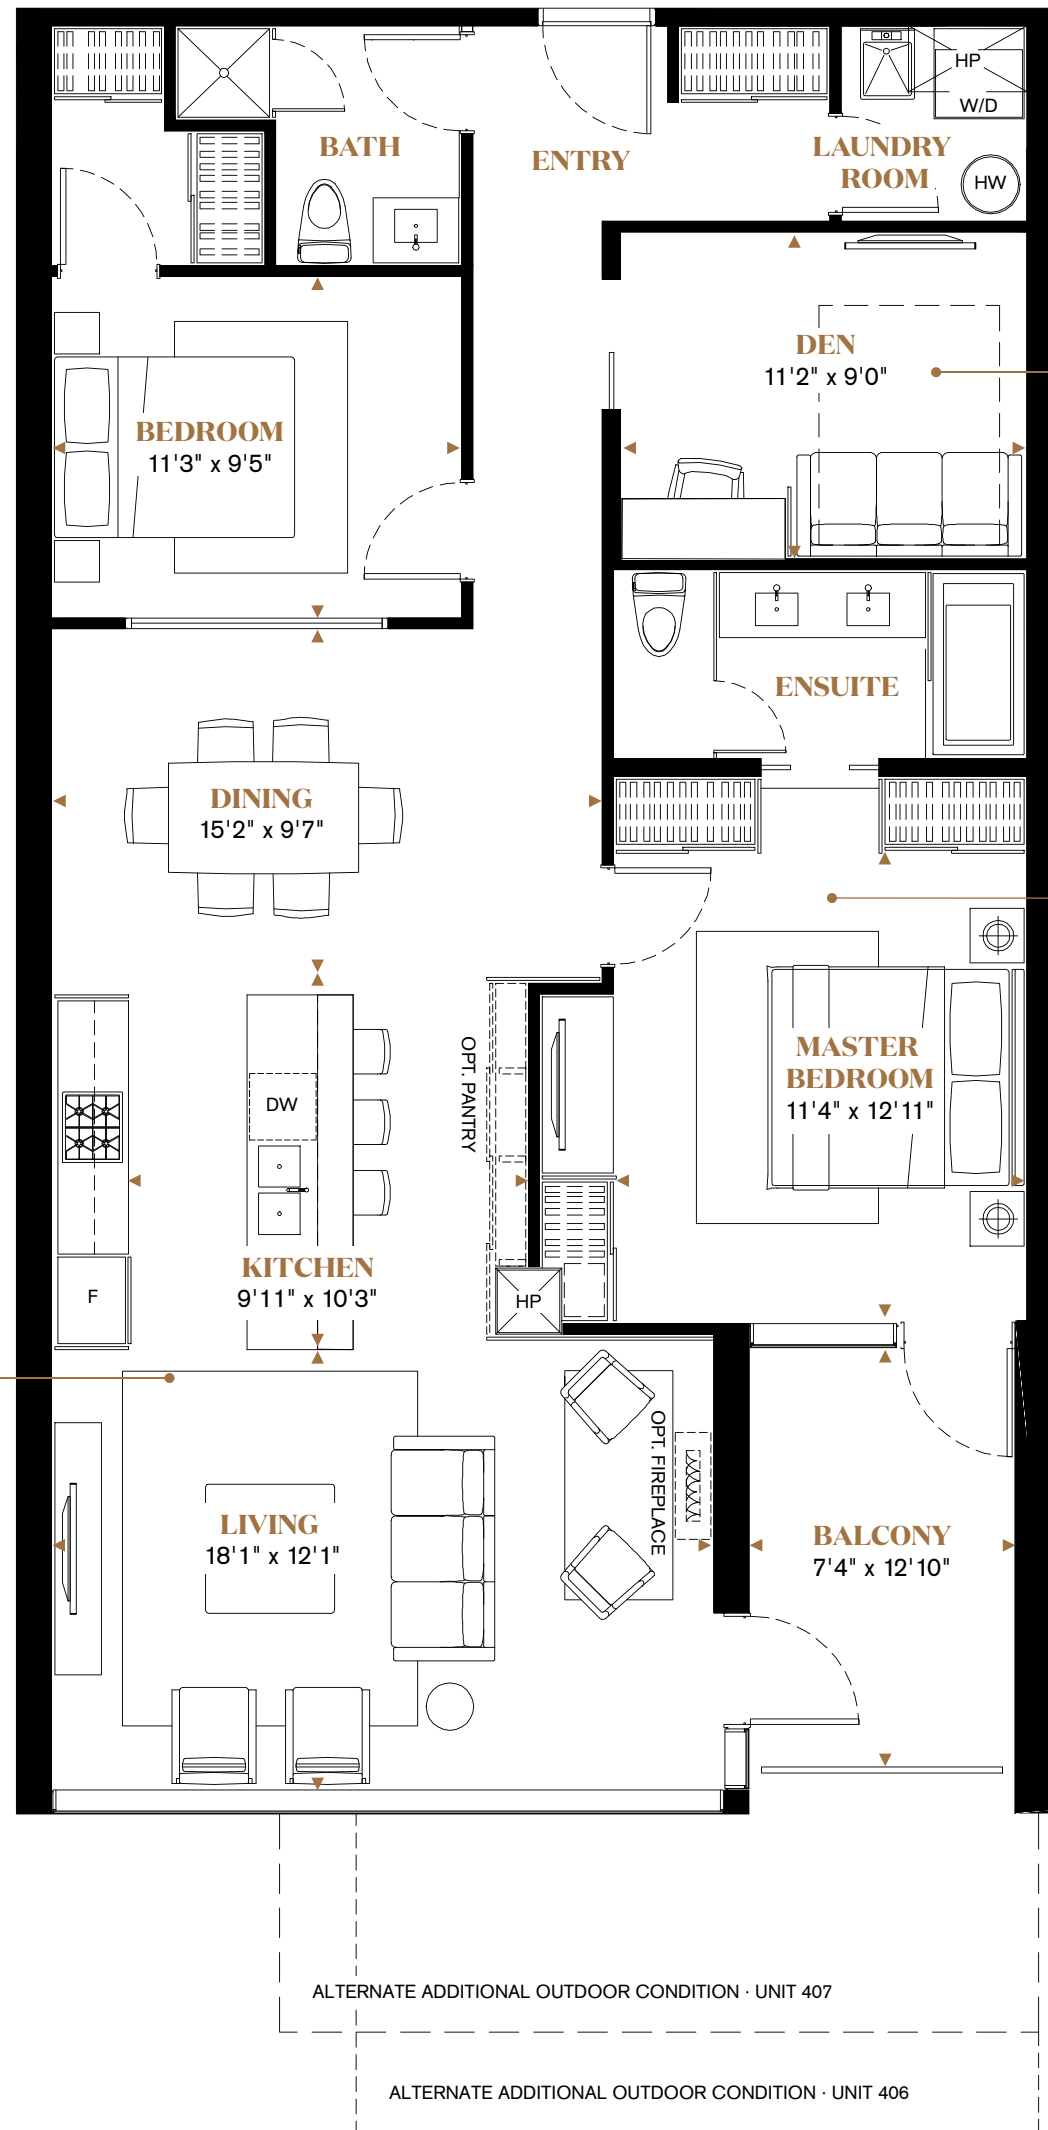 HP
W/D
BATH
ENTRY
LAUNDRY
ROOM
HW
DEN
11'2" x 9'0"
BEDROOM
11'3" x 9'5"
ENSUITE
DINING
15'2" x 9'7"
OPT. PANTRY
MASTER
BEDROOM
11'4" x 12'11"
DW
KITCHEN
9'11" x 10'3"
F
HP
OPT. FIREPLACE
LIVING
18'1" x 12'1"
BALCONY
7'4" x 12'10"
ALTERNATE ADDITIONAL OUTDOOR CONDITION · UNIT 407
ALTERNATE ADDITIONAL OUTDOOR CONDITION · UNIT 406